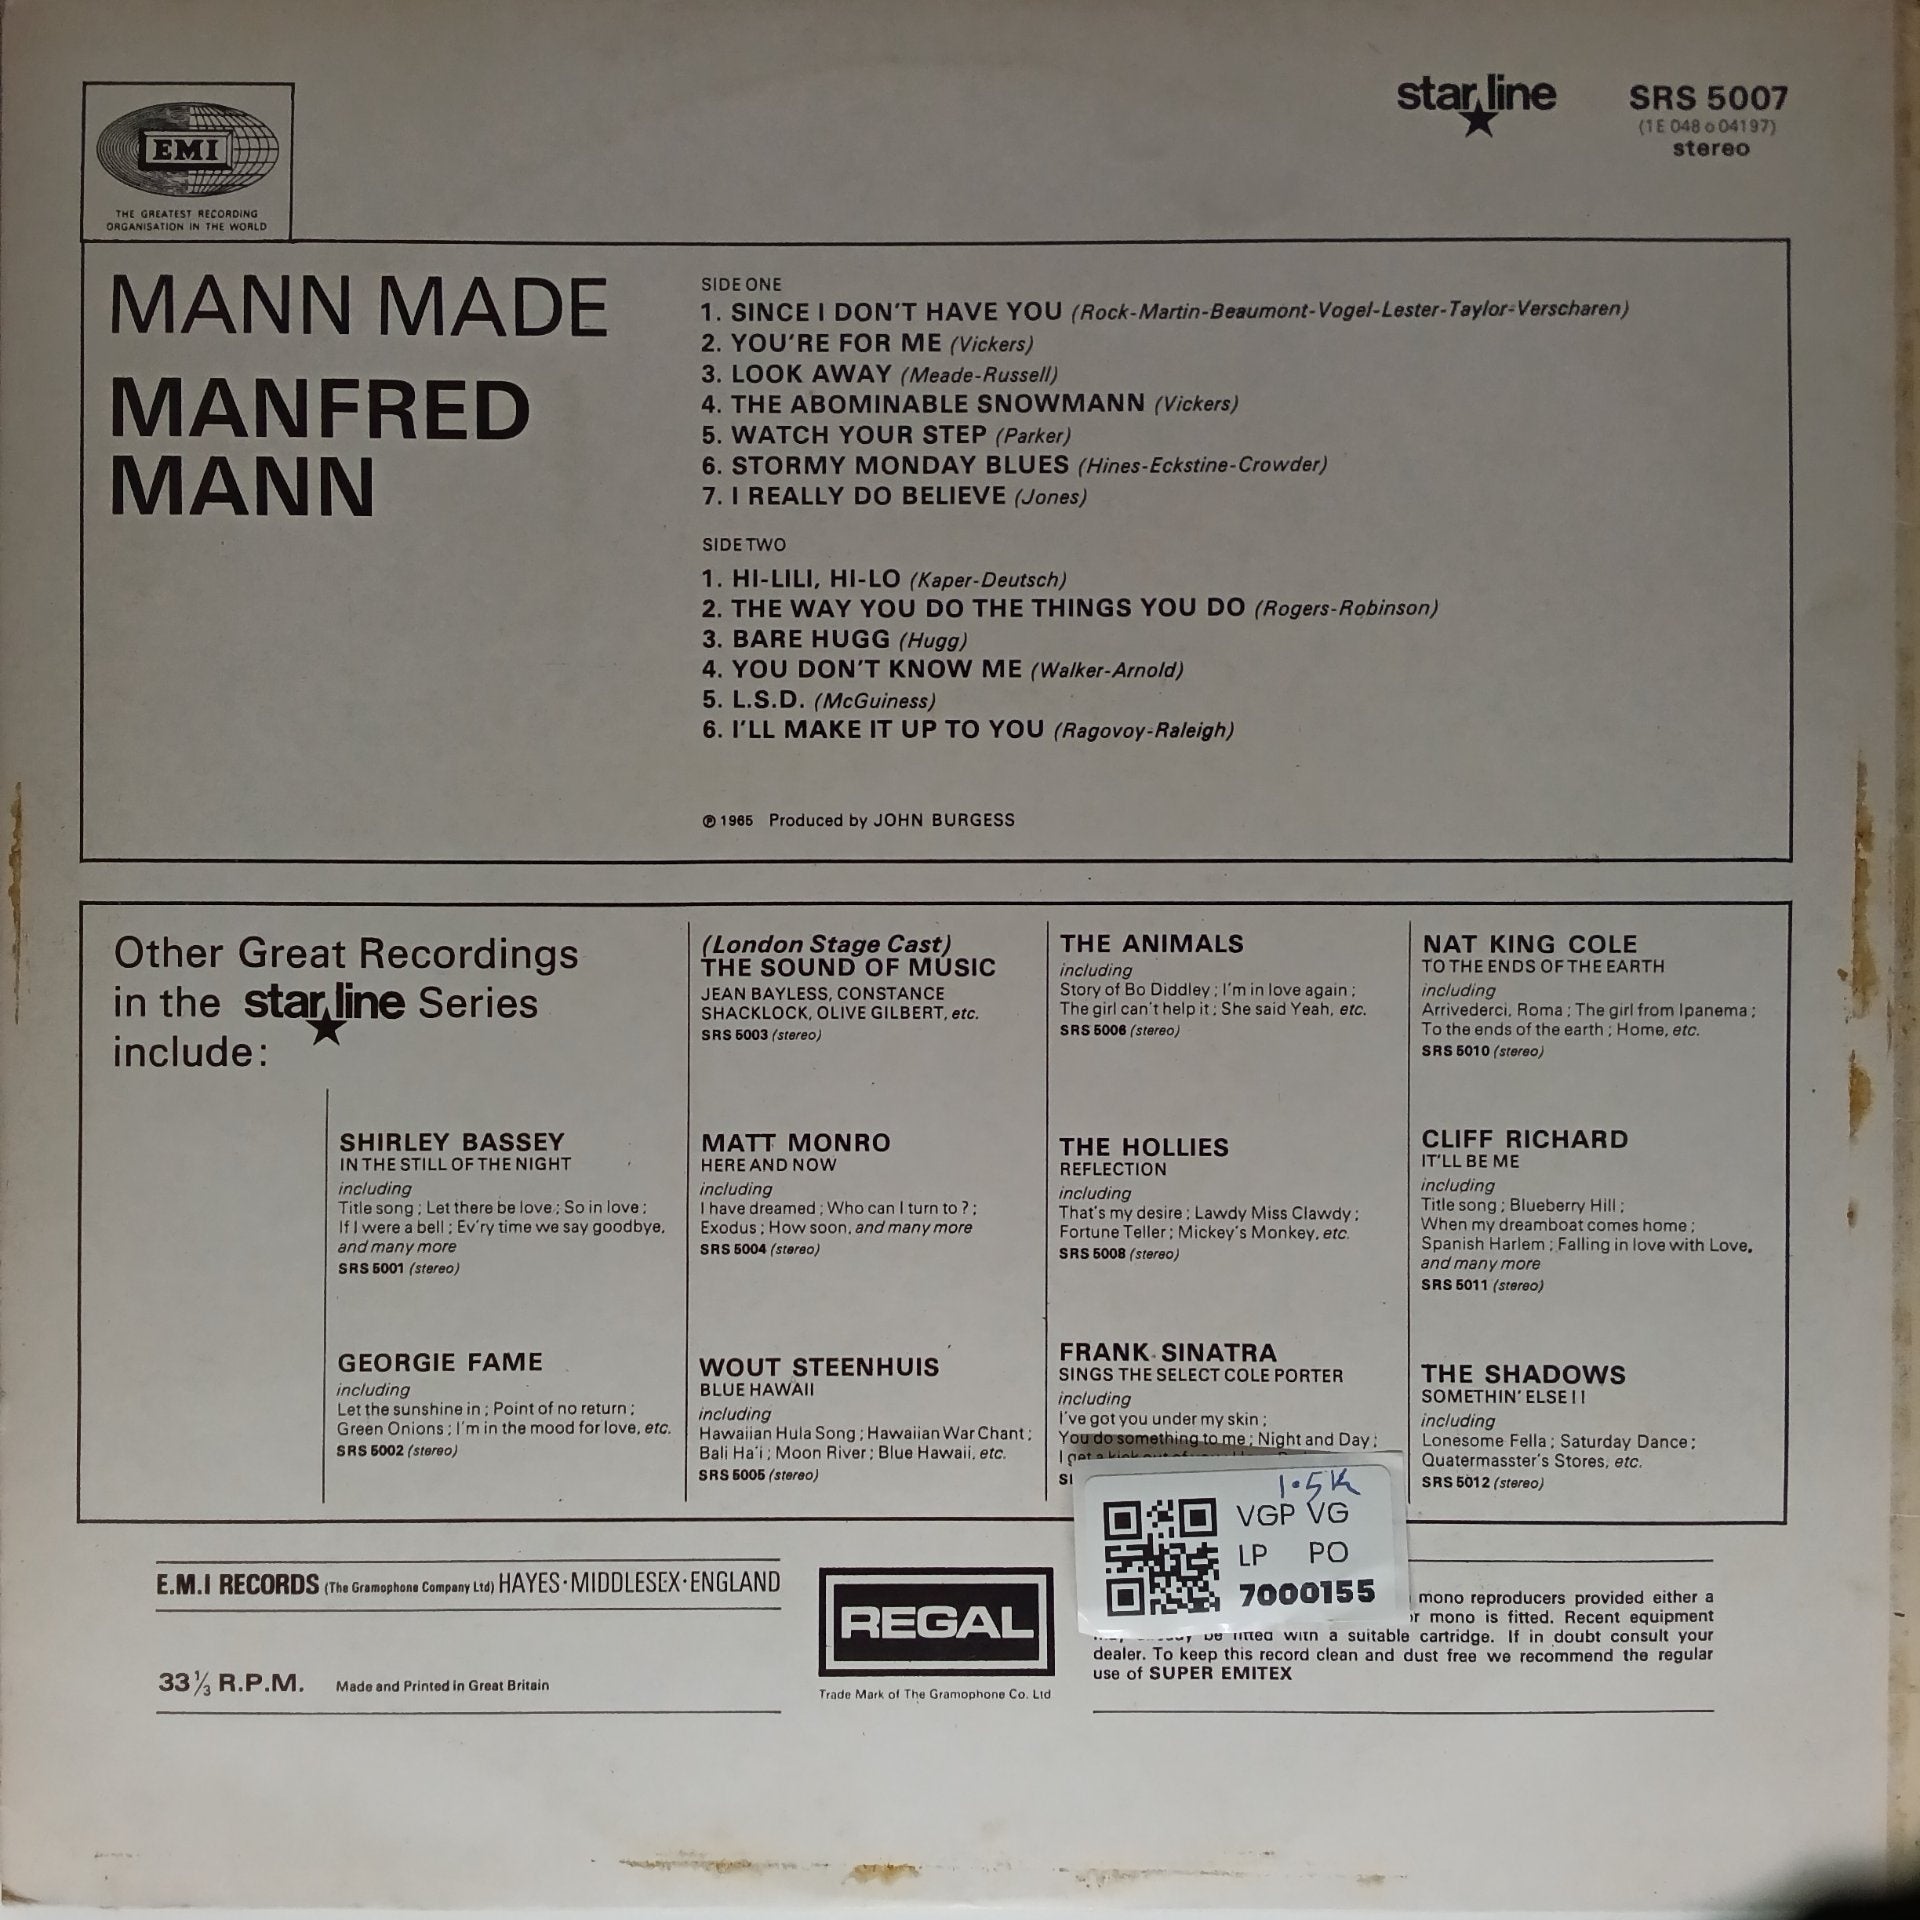 EMI
THE GREATEST RECORDING
ORGANISATION IN THE WORLD
star line
SRS 5007
(1E 048 o 04197)
stereo
MANN MADE
MANFRED
MANN
SIDE ONE
1. SINCE I DON'T HAVE YOU (Rock-Martin-Beaumont-Vogel-Lester-Taylor-Verscharen)
2. YOU'RE FOR ME (Vickers)
3. LOOK AWAY (Meade-Russell)
4. THE ABOMINABLE SNOWMANN (Vickers)
5. WATCH YOUR STEP (Parker)
6. STORMY MONDAY BLUES (Hines-Eckstine-Crowder)
7. I REALLY DO BELIEVE (Jones)
SIDE TWO
1. HI-LILI, HI-LO (Kaper-Deutsch)
2. THE WAY YOU DO THE THINGS YOU DO (Rogers-Robinson)
3. BARE HUGG (Hugg)
4. YOU DON'T KNOW ME (Walker-Arnold)
5. L.S.D. (McGuiness)
6. I'LL MAKE IT UP TO YOU (Ragovoy-Raleigh)
℗ 1965 Produced by JOHN BURGESS
Other Great Recordings
in the star line Series
include:
SHIRLEY BASSEY
IN THE STILL OF THE NIGHT
including
Title song ; Let there be love ; So in love ;
If I were a bell ; Ev'ry time we say goodbye,
and many more
SRS 5001 (stereo)
GEORGIE FAME
including
Let the sunshine in ; Point of no return ;
Green Onions ; I'm in the mood for love, etc.
SRS 5002 (stereo)
(London Stage Cast)
THE SOUND OF MUSIC
JEAN BAYLESS, CONSTANCE
SHACKLOCK, OLIVE GILBERT, etc.
SRS 5003 (stereo)
MATT MONRO
HERE AND NOW
including
I have dreamed ; Who can I turn to ? ;
Exodus ; How soon, and many more
SRS 5004 (stereo)
WOUT STEENHUIS
BLUE HAWAII
including
Hawaiian Hula Song ; Hawaiian War Chant ;
Bali Ha'i ; Moon River ; Blue Hawaii, etc.
SRS 5005 (stereo)
THE ANIMALS
including
Story of Bo Diddley ; I'm in love again ;
The girl can't help it ; She said Yeah, etc.
SRS 5006 (stereo)
THE HOLLIES
REFLECTION
including
That's my desire ; Lawdy Miss Clawdy ;
Fortune Teller ; Mickey's Monkey, etc.
SRS 5008 (stereo)
FRANK SINATRA
SINGS THE SELECT COLE PORTER
including
I've got you under my skin ;
You do something to me ; Night and Day ;
I get a kick out of you
NAT KING COLE
TO THE ENDS OF THE EARTH
including
Arrivederci, Roma ; The girl from Ipanema ;
To the ends of the earth ; Home, etc.
SRS 5010 (stereo)
CLIFF RICHARD
IT'LL BE ME
including
Title song ; Blueberry Hill ;
When my dreamboat comes home ;
Spanish Harlem ; Falling in love with Love,
and many more
SRS 5011 (stereo)
THE SHADOWS
SOMETHIN' ELSE ! !
including
Lonesome Fella ; Saturday Dance ;
Quatermasster's Stores, etc.
SRS 5012 (stereo)
1.5K
VGP VG
LP PO
7000155
E.M.I RECORDS (The Gramophone Company Ltd) HAYES · MIDDLESEX · ENGLAND
33⅓ R.P.M. Made and Printed in Great Britain
REGAL
Trade Mark of The Gramophone Co. Ltd
mono reproducers provided either a
mono is fitted. Recent equipment
be fitted with a suitable cartridge. If in doubt consult your
dealer. To keep this record clean and dust free we recommend the regular
use of SUPER EMITEX